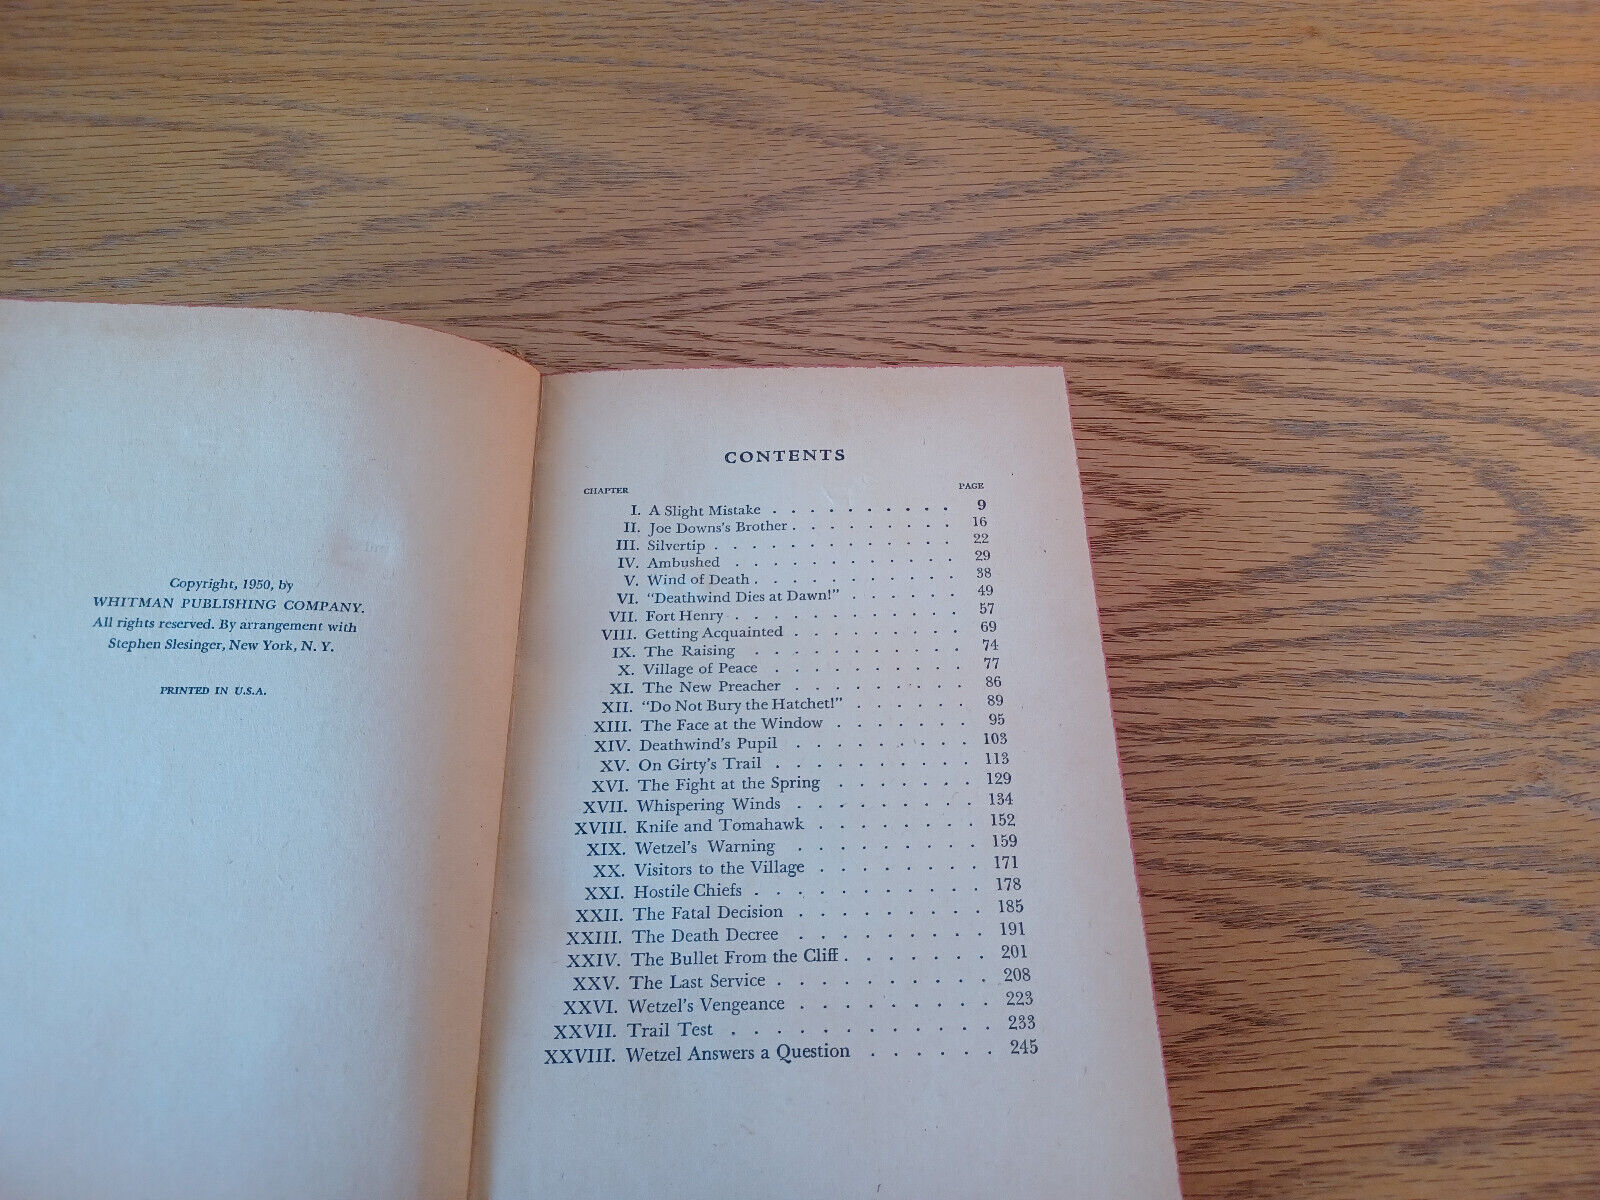 Copyright, 1950, by
WHITMAN PUBLISHING COMPANY.
All rights reserved. By arrangement with
Stephen Slesinger, New York, N. Y.
PRINTED IN U.S.A.
CONTENTS
CHAPTER PAGE
I. A Slight Mistake . . . . . . . . . . 9
II. Joe Downs's Brother . . . . . . . . . 16
III. Silvertip . . . . . . . . . . . . . 22
IV. Ambushed . . . . . . . . . . . . 29
V. Wind of Death . . . . . . . . . . . 38
VI. "Deathwind Dies at Dawn!" . . . . . . 49
VII. Fort Henry . . . . . . . . . . . . 57
VIII. Getting Acquainted . . . . . . . . . 69
IX. The Raising . . . . . . . . . . . 74
X. Village of Peace . . . . . . . . . . 77
XI. The New Preacher . . . . . . . . . 86
XII. "Do Not Bury the Hatchet!" . . . . . . 89
XIII. The Face at the Window . . . . . . . 95
XIV. Deathwind's Pupil . . . . . . . . . 103
XV. On Girty's Trail . . . . . . . . . . 113
XVI. The Fight at the Spring . . . . . . . 129
XVII. Whispering Winds . . . . . . . . . 134
XVIII. Knife and Tomahawk . . . . . . . . 152
XIX. Wetzel's Warning . . . . . . . . . 159
XX. Visitors to the Village . . . . . . . . 171
XXI. Hostile Chiefs . . . . . . . . . . . 178
XXII. The Fatal Decision . . . . . . . . . 185
XXIII. The Death Decree . . . . . . . . . 191
XXIV. The Bullet From the Cliff . . . . . . . 201
XXV. The Last Service . . . . . . . . . . 208
XXVI. Wetzel's Vengeance . . . . . . . . . 223
XXVII. Trail Test . . . . . . . . . . . . 233
XXVIII. Wetzel Answers a Question . . . . . . 245